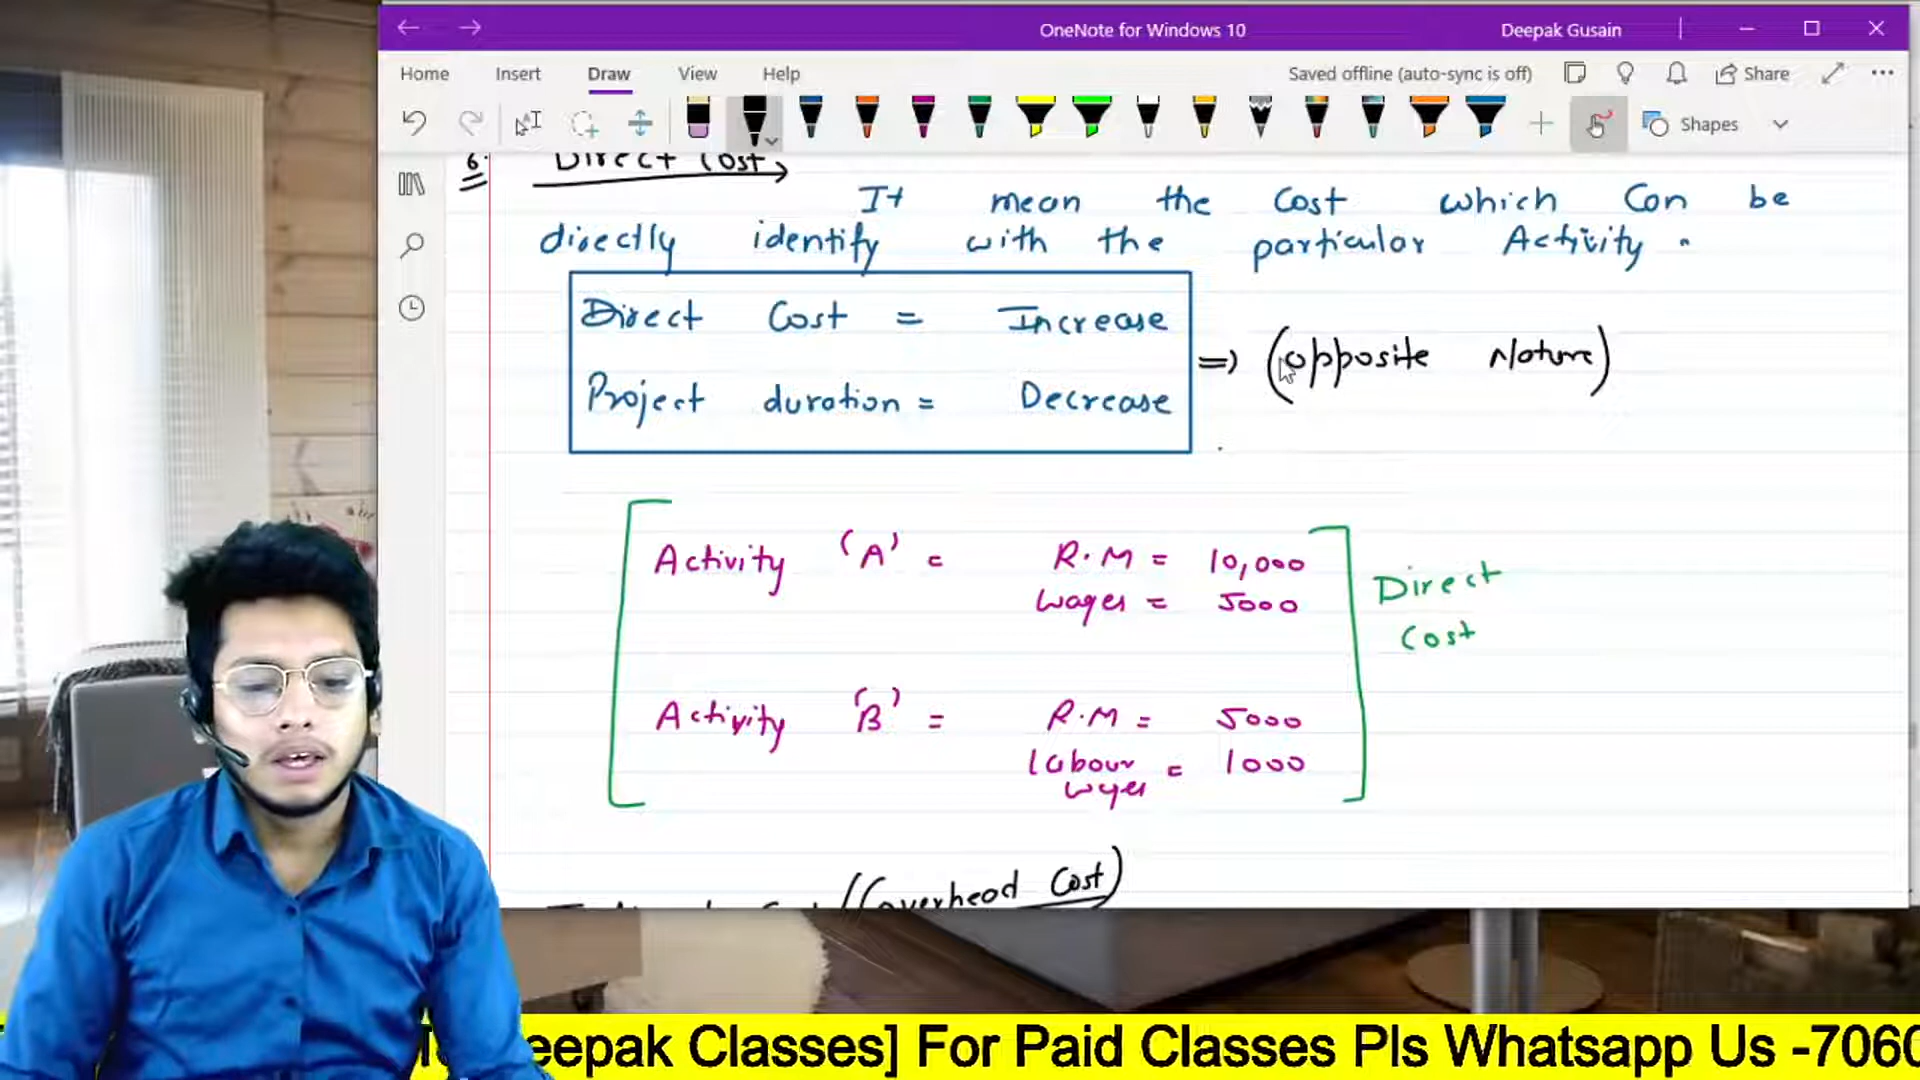 OneNote for Windows 10
Deepak Gusain
Home Insert Draw View Help
Saved offline (auto-sync is off)
Share
Shapes
6. Direct Cost
It mean the Cost which Can be
directly identify with the particular Activity.
Direct Cost = Increase
Project duration = Decrease
=> (opposite Nature)
Activity 'A' = R.M = 10,000
wages = 5000
Direct
Cost
Activity 'B' = R.M = 5000
labour = 1000
wages
(overhead Cost)
eepak Classes] For Paid Classes Pls Whatsapp Us -7060